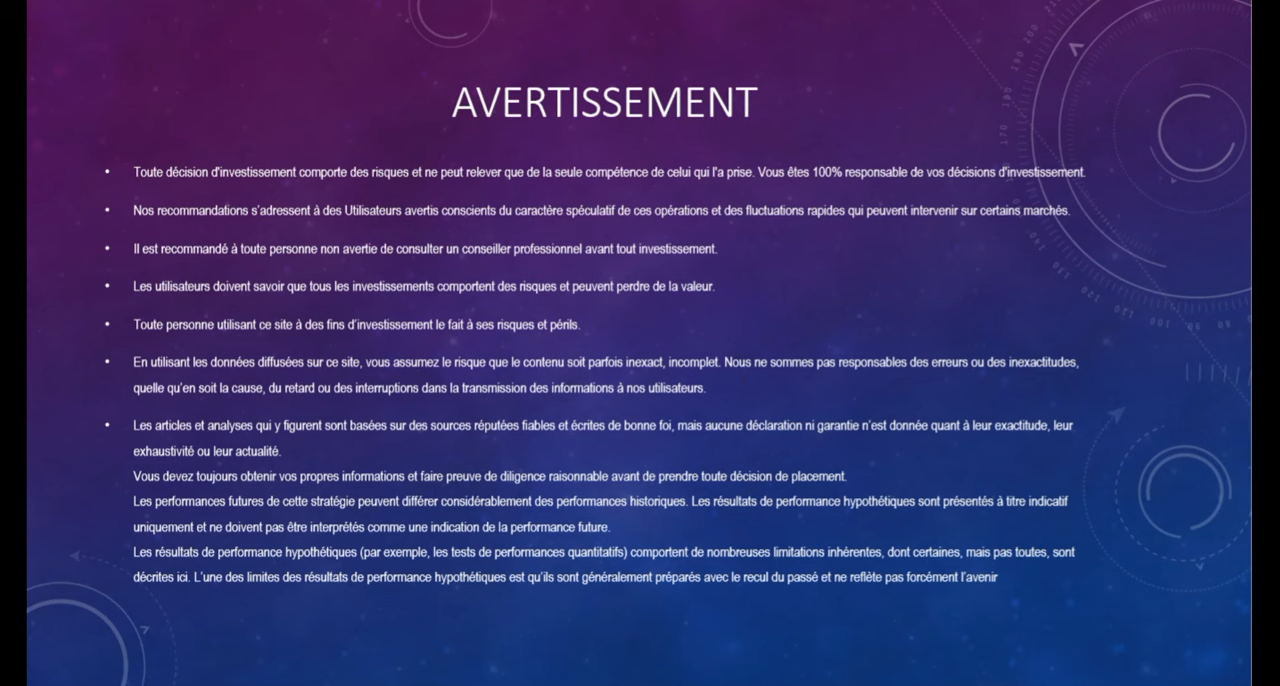 AVERTISSEMENT
• Toute décision d'investissement comporte des risques et ne peut relever que de la seule compétence de celui qui l'a prise. Vous êtes 100% responsable de vos décisions d'investissement.
• Nos recommandations s'adressent à des Utilisateurs avertis conscients du caractère spéculatif de ces opérations et des fluctuations rapides qui peuvent intervenir sur certains marchés.
• Il est recommandé à toute personne non avertie de consulter un conseiller professionnel avant tout investissement.
• Les utilisateurs doivent savoir que tous les investissements comportent des risques et peuvent perdre de la valeur.
• Toute personne utilisant ce site à des fins d'investissement le fait à ses risques et périls.
• En utilisant les données diffusées sur ce site, vous assumez le risque que le contenu soit parfois inexact, incomplet. Nous ne sommes pas responsables des erreurs ou des inexactitudes,
quelle qu'en soit la cause, du retard ou des interruptions dans la transmission des informations à nos utilisateurs.
• Les articles et analyses qui y figurent sont basées sur des sources réputées fiables et écrites de bonne foi, mais aucune déclaration ni garantie n'est donnée quant à leur exactitude, leur
exhaustivité ou leur actualité.
Vous devez toujours obtenir vos propres informations et faire preuve de diligence raisonnable avant de prendre toute décision de placement.
Les performances futures de cette stratégie peuvent différer considérablement des performances historiques. Les résultats de performance hypothétiques sont présentés à titre indicatif
uniquement et ne doivent pas être interprétés comme une indication de la performance future.
Les résultats de performance hypothétiques (par exemple, les tests de performances quantitatifs) comportent de nombreuses limitations inhérentes, dont certaines, mais pas toutes, sont
décrites ici. L'une des limites des résultats de performance hypothétiques est qu'ils sont généralement préparés avec le recul du passé et ne reflète pas forcément l'avenir